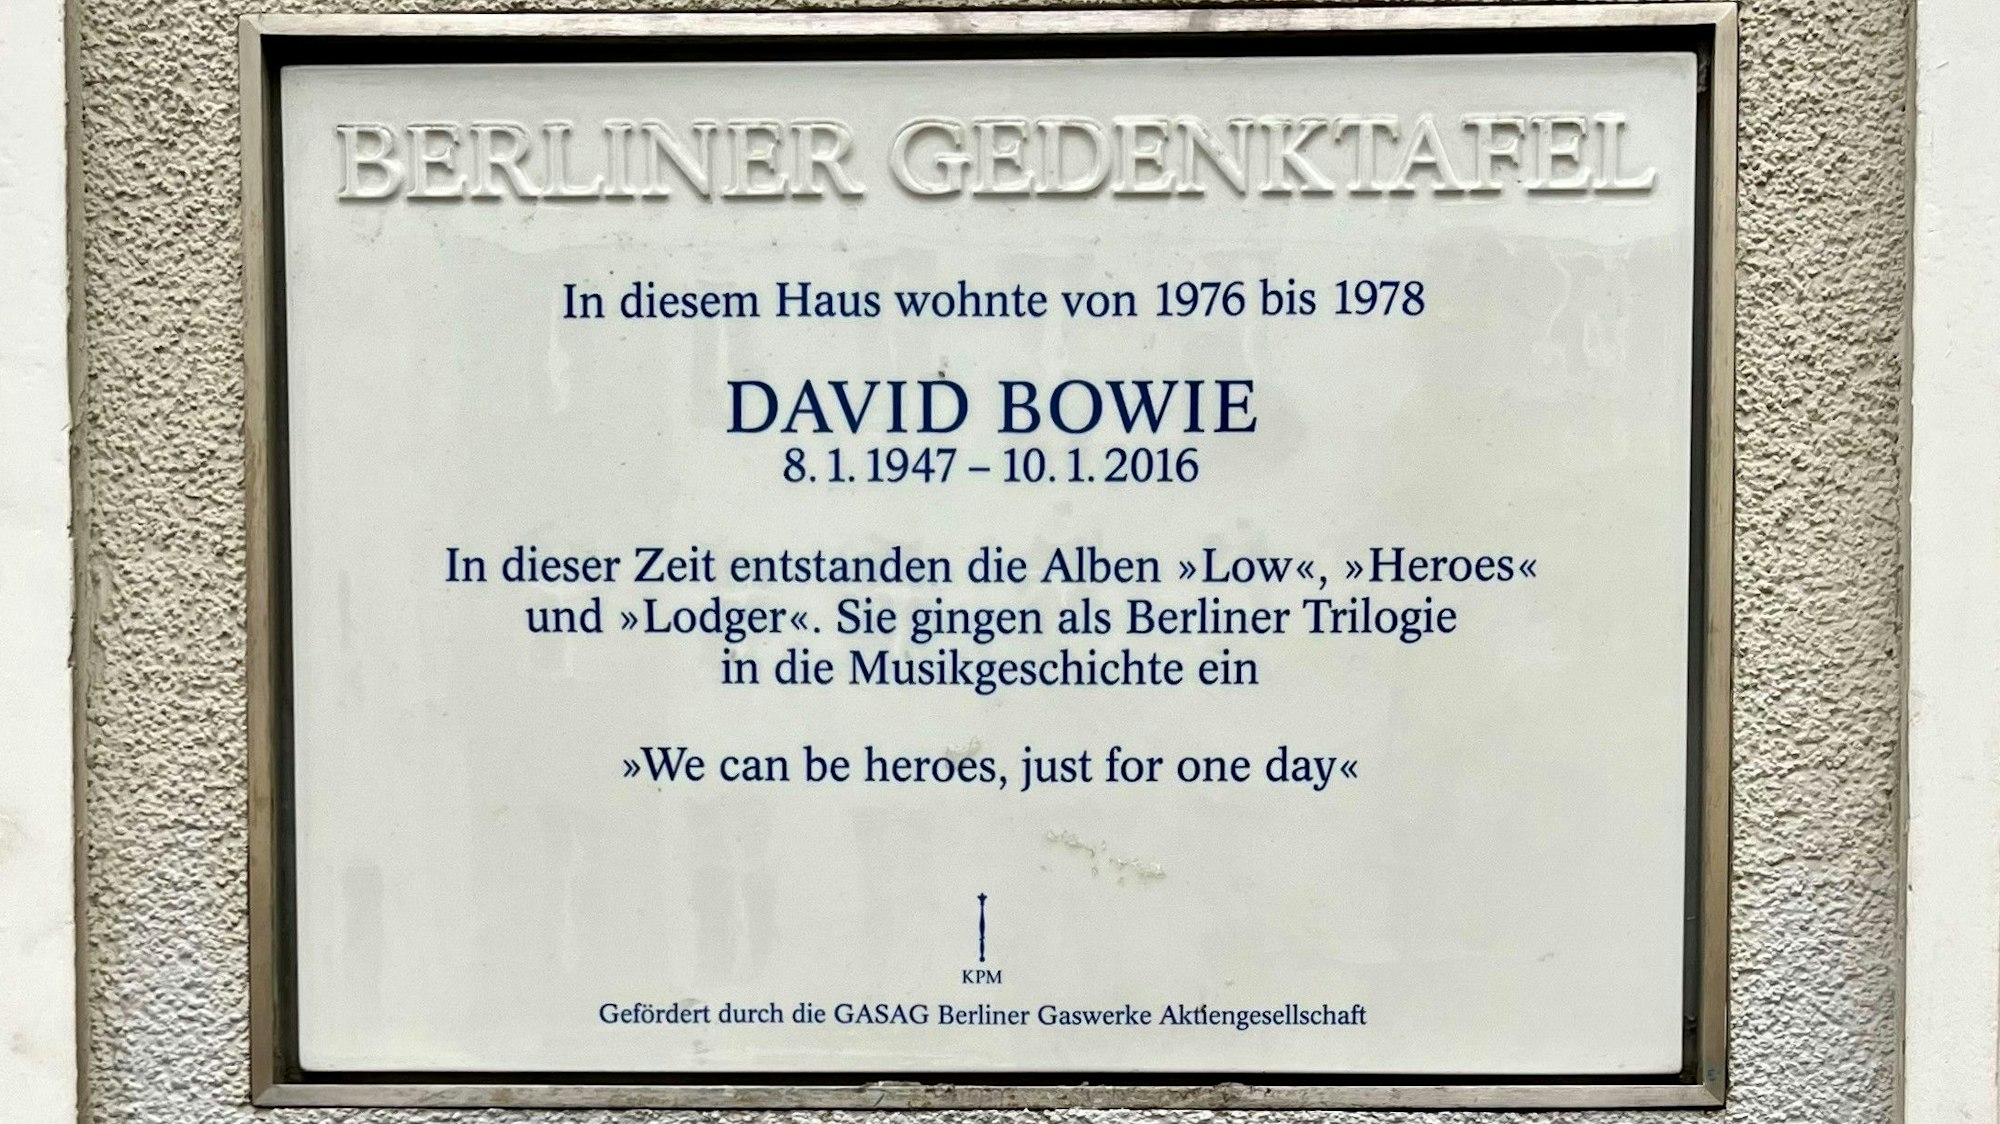 BERLINER GEDENKTAFEL
In diesem Haus wohnte von 1976 bis 1978
DAVID BOWIE
8. 1. 1947 – 10. 1. 2016
In dieser Zeit entstanden die Alben »Low«, »Heroes«
und »Lodger«. Sie gingen als Berliner Trilogie
in die Musikgeschichte ein
»We can be heroes, just for one day«
KPM
Gefördert durch die GASAG Berliner Gaswerke Aktiengesellschaft